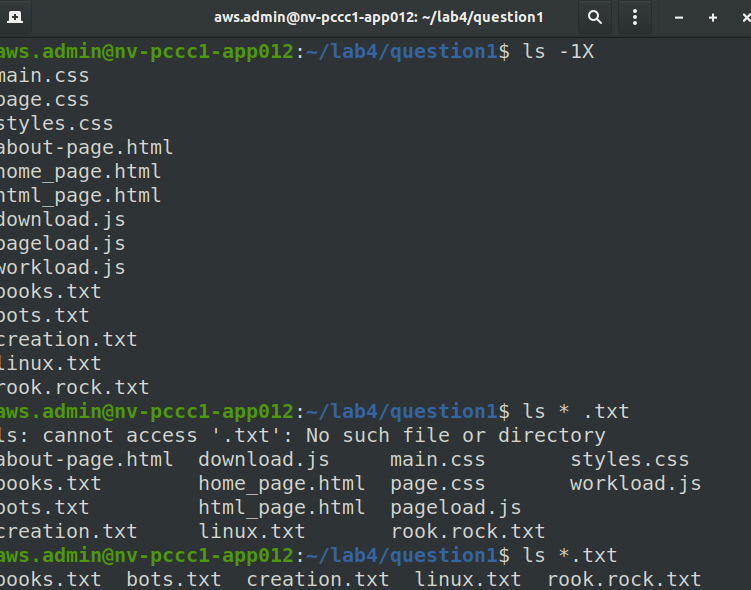 aws.admin@nv-pccc1-app012: ~/lab4/question1
aws.admin@nv-pccc1-app012:~/lab4/question1$ ls -1X
main.css
page.css
styles.css
about-page.html
home_page.html
html_page.html
download.js
pageload.js
workload.js
books.txt
bots.txt
creation.txt
linux.txt
rook.rock.txt
aws.admin@nv-pccc1-app012:~/lab4/question1$ ls * .txt
ls: cannot access '.txt': No such file or directory
about-page.html download.js main.css styles.css
books.txt home_page.html page.css workload.js
bots.txt html_page.html pageload.js
creation.txt linux.txt rook.rock.txt
aws.admin@nv-pccc1-app012:~/lab4/question1$ ls *.txt
books.txt bots.txt creation.txt linux.txt rook.rock.txt